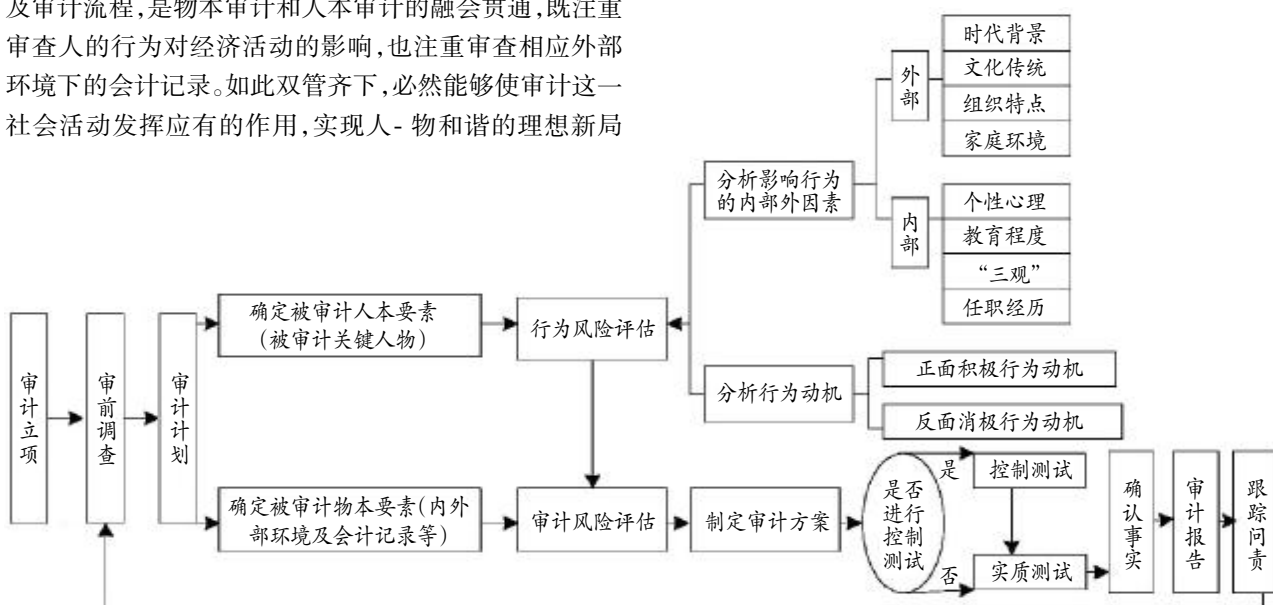 及审计流程,是物本审计和人本审计的融会贯通,既注重
审查人的行为对经济活动的影响,也注重审查相应外部
环境下的会计记录。如此双管齐下,必然能够使审计这一
社会活动发挥应有的作用,实现人- 物和谐的理想新局
时代背景
文化传统
组织特点
家庭环境
外部
分析影响行为
的内部外因素
内部
个性心理
教育程度
“三观”
任职经历
确定被审计人本要素
(被审计关键人物)
行为风险评估
分析行为动机
正面积极行为动机
反面消极行为动机
审计立项
审前调查
审计计划
确定被审计物本要素(内外
部环境及会计记录等)
审计风险评估
制定审计方案
是否
进行
控制
测试
是
控制测试
否
实质测试
确认事实
审计报告
跟踪问责